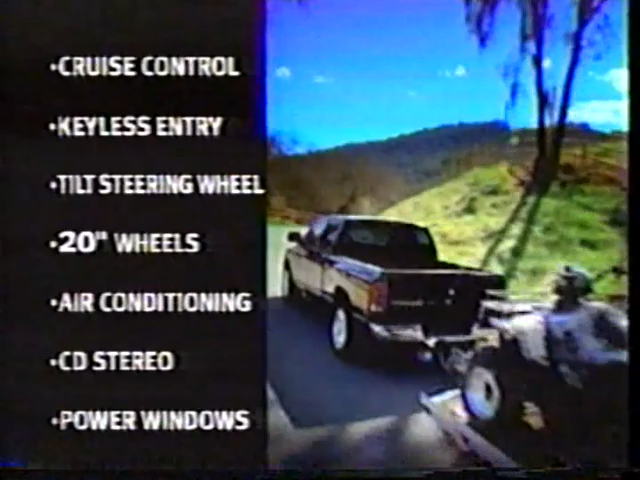 ·CRUISE CONTROL
·KEYLESS ENTRY
·TILT STEERING WHEEL
·20" WHEELS
·AIR CONDITIONING
·CD STEREO
·POWER WINDOWS